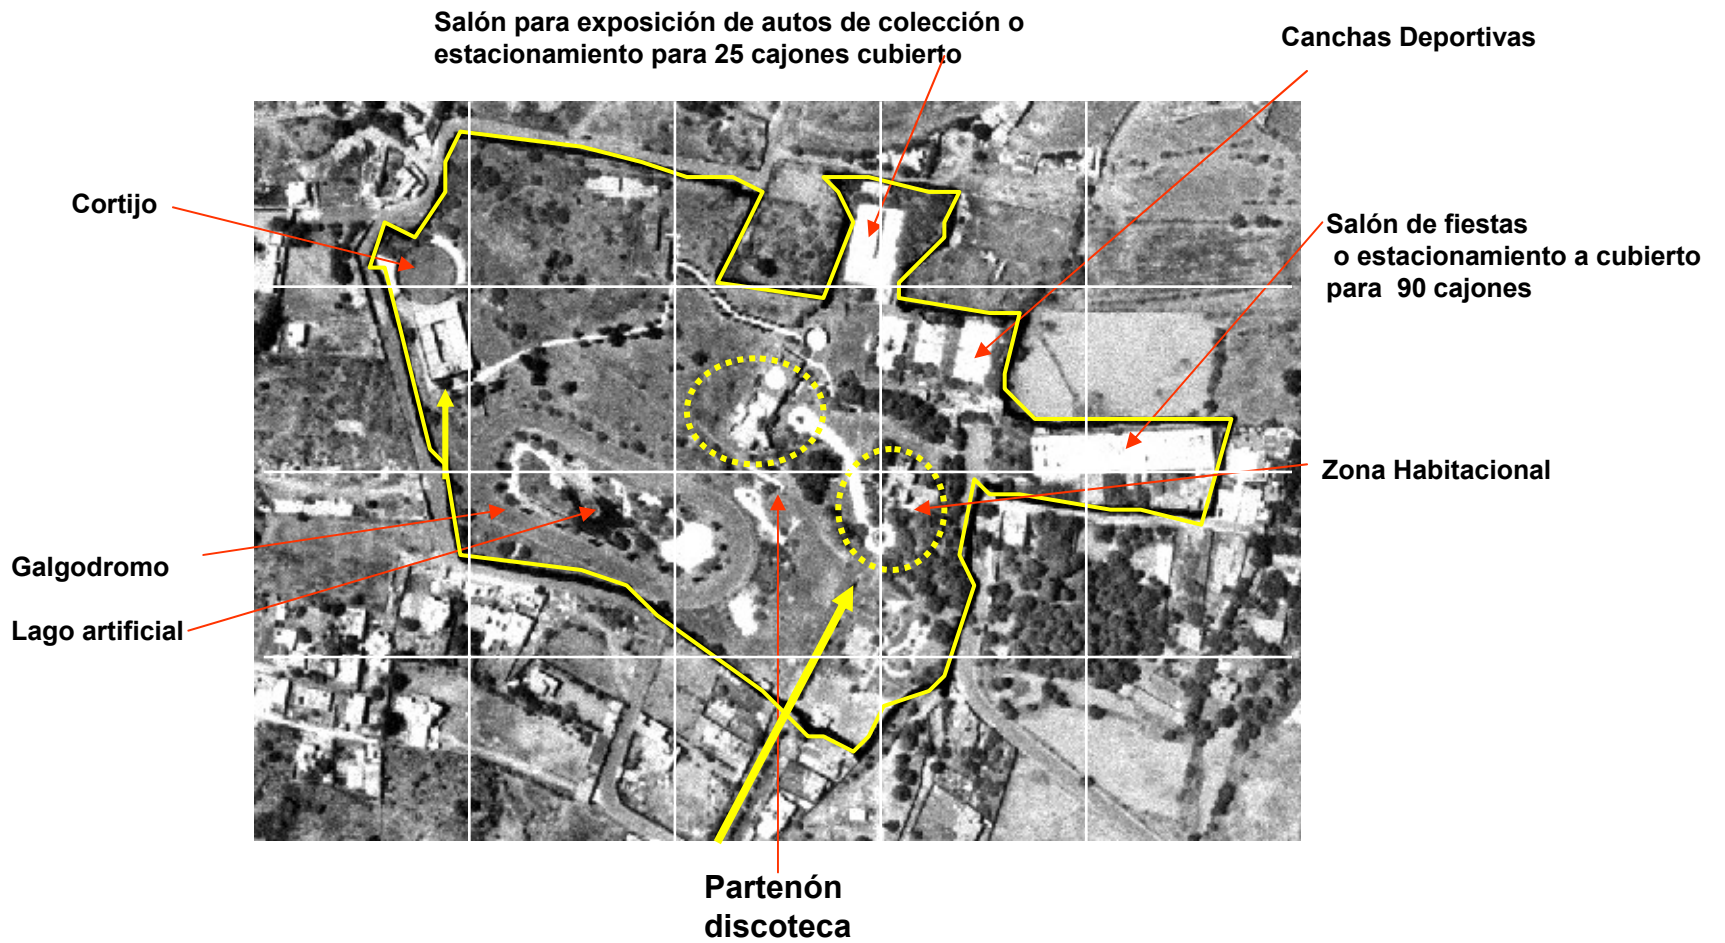 Salón para exposición de autos de colección o
estacionamiento para 25 cajones cubierto
Canchas Deportivas
Cortijo
Salón de fiestas
o estacionamiento a cubierto
para 90 cajones
Zona Habitacional
Galgodromo
Lago artificial
Partenón
discoteca